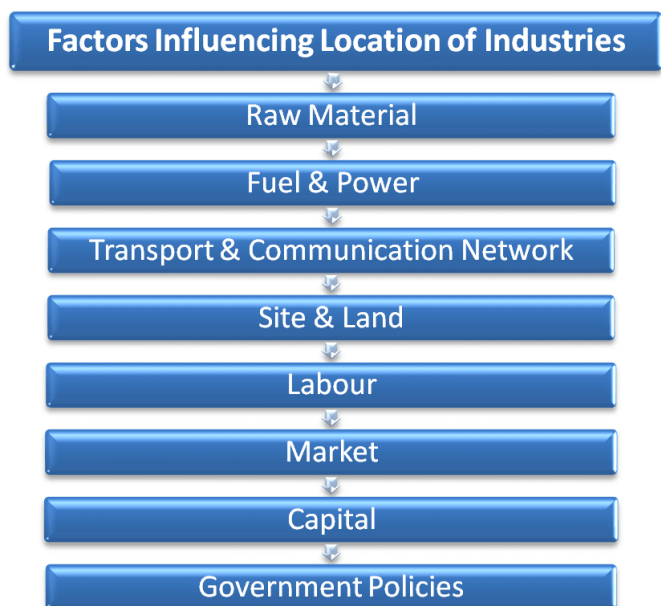 Factors Influencing Location of Industries
Raw Material
Fuel & Power
Transport & Communication Network
Site & Land
Labour
Market
Capital
Government Policies